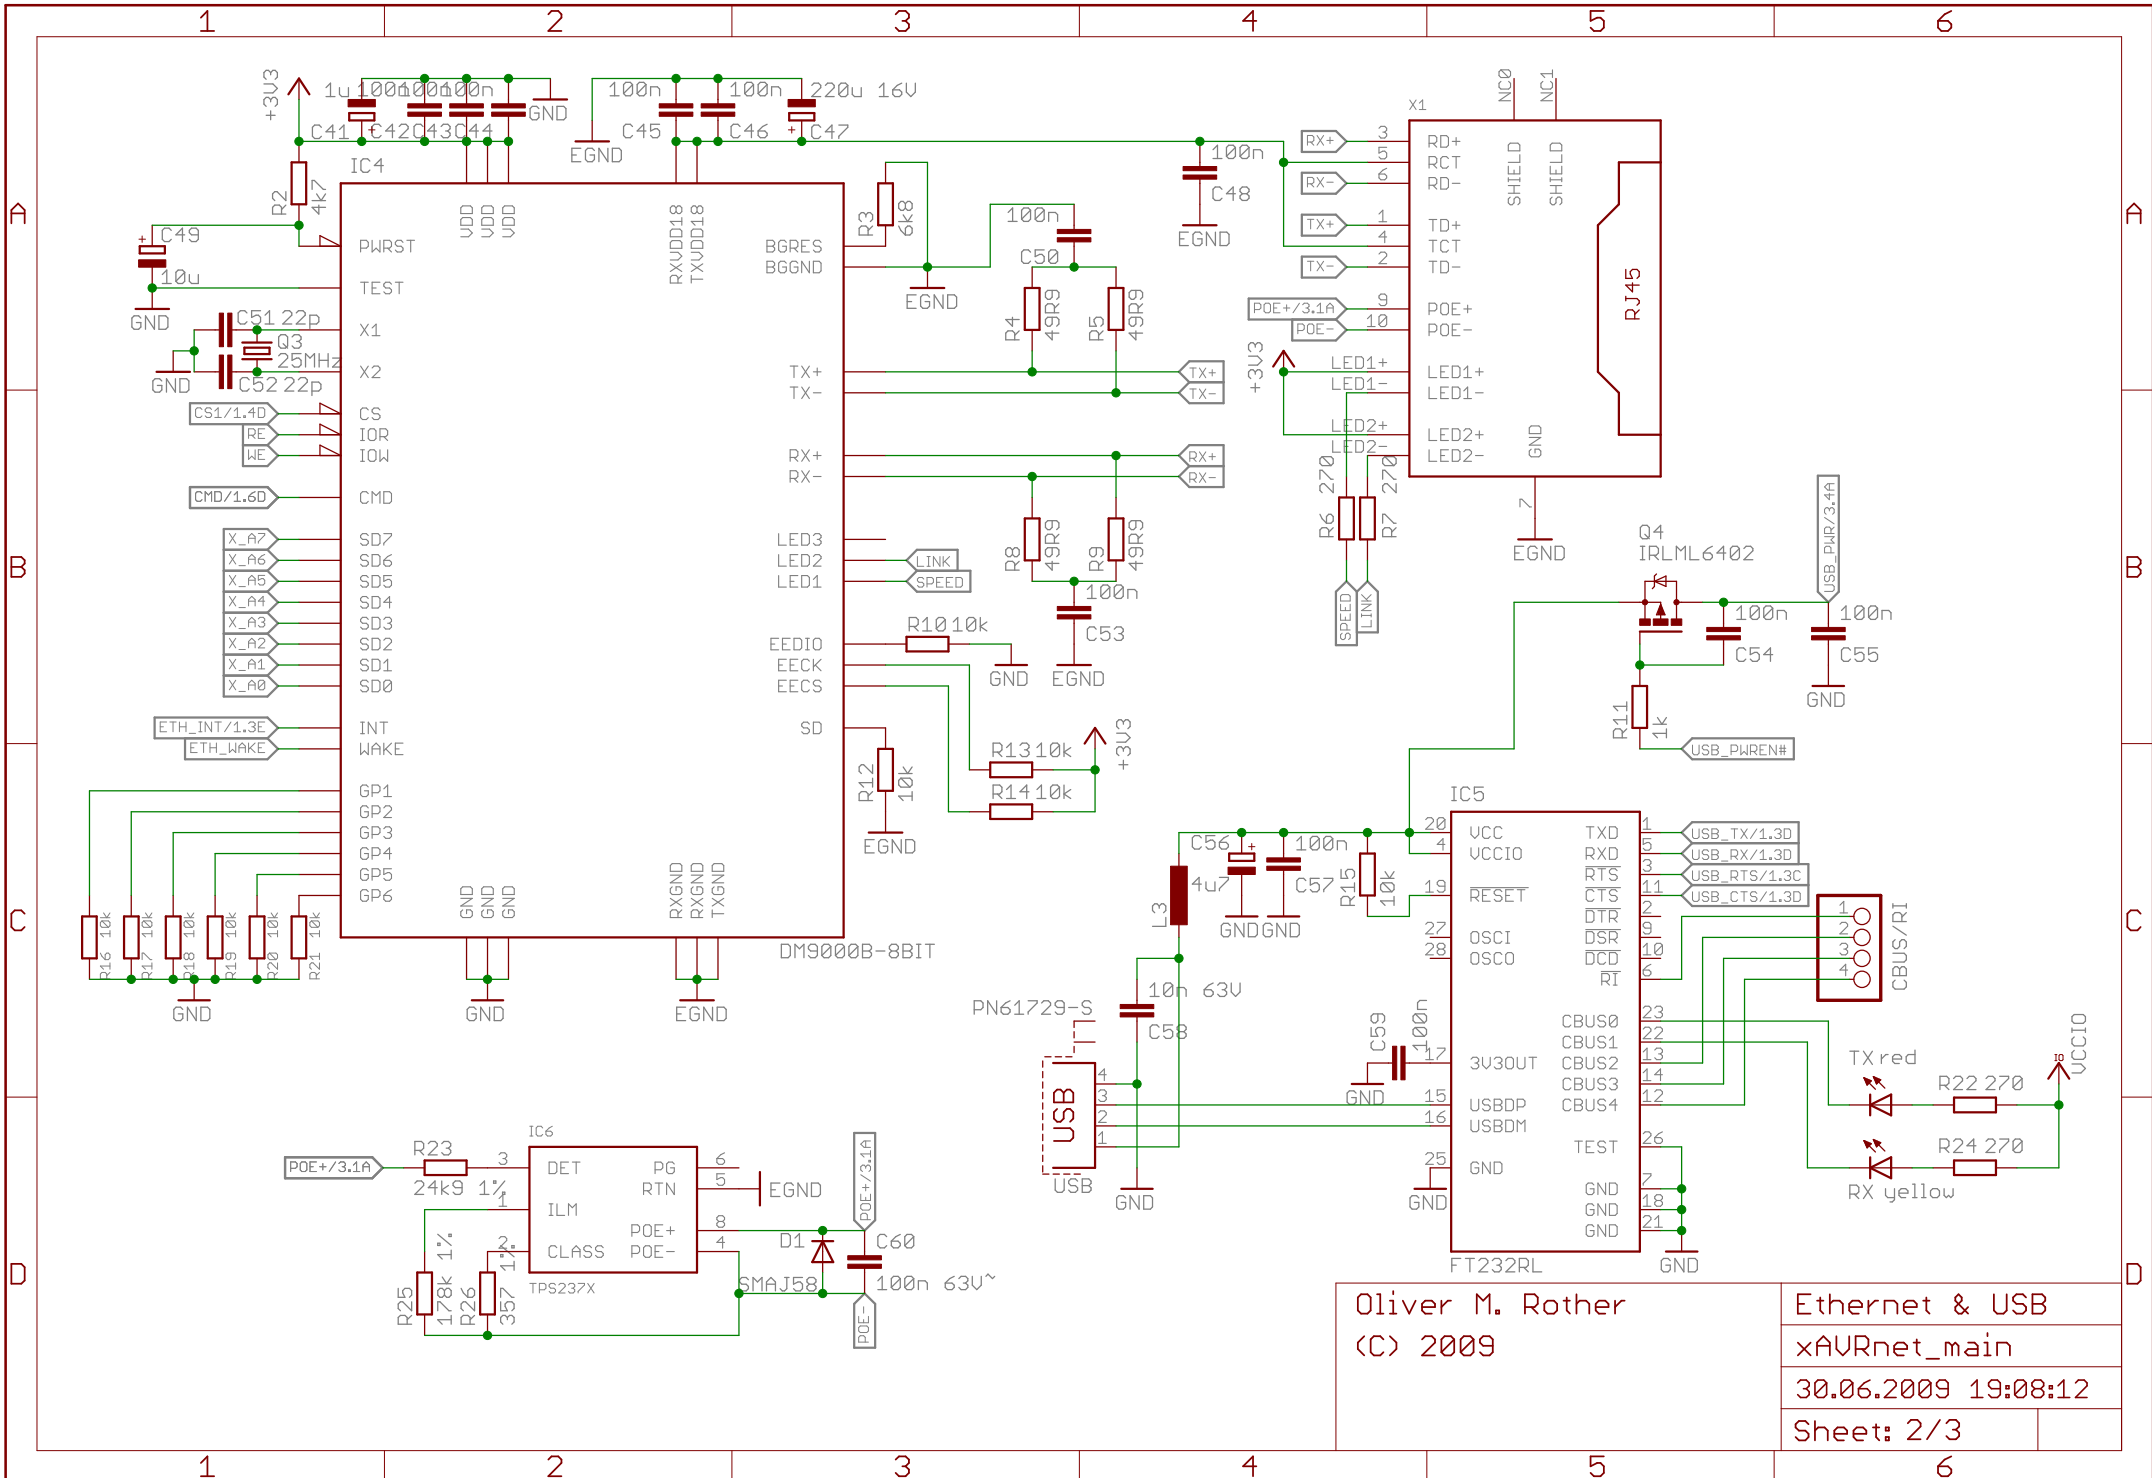 1 2 3 4 5 6
A A
B B
C C
D D
+3V3
1u 100n 100n 100n
C41 C42 C43 C44
GND
100n 100n 220u 16V
C45 C46 C47
EGND
IC4
R2 4k7
C49
10u
GND
C51 22p
Q3
25MHz
C52 22p
GND
PWRST
TEST
X1
X2
CS
IOR
IOW
CMD
SD7
SD6
SD5
SD4
SD3
SD2
SD1
SD0
INT
WAKE
GP1
GP2
GP3
GP4
GP5
GP6
CS1/1.4D
RE
WE
CMD/1.6D
X_A7
X_A6
X_A5
X_A4
X_A3
X_A2
X_A1
X_A0
ETH_INT/1.3E
ETH_WAKE
VDD VDD VDD
RXVDD18 TXVDD18
BGRES
BGGND
TX+
TX-
RX+
RX-
LED3
LED2
LED1
EEDIO
EECK
EECS
SD
GND GND GND
RXGND RXGND TXGND
DM9000B-8BIT
R16 10k
R17 10k
R18 10k
R19 10k
R20 10k
R21 10k
GND
GND
EGND
R3 6k8
EGND
100n
C50
R4 49R9
R5 49R9
TX+
TX-
RX+
RX-
R8 49R9
R9 49R9
100n
C53
EGND
LINK
SPEED
R10 10k
GND
R13 10k
R14 10k
+3V3
R12 10k
EGND
100n
C48
EGND
X1
RX+ 3 RD+
5 RCT
RX- 6 RD-
TX+ 1 TD+
4 TCT
TX- 2 TD-
POE+/3.1A 9 POE+
POE- 10 POE-
+3V3
LED1+ LED1+
LED1- LED1-
LED2+ LED2+
LED2- LED2-
NC0 NC1
SHIELD SHIELD
RJ45
GND
7
EGND
R6 270
R7 270
SPEED
LINK
Q4
IRLML6402
USB_PWR/3.4A
100n
C54
100n
C55
GND
R11 1k
USB_PWREN#
IC5
20 VCC
4 VCCIO
19 RESET
27 OSCI
28 OSCO
17 3V3OUT
15 USBDP
16 USBDM
25 GND
TXD 1 USB_TX/1.3D
RXD 5 USB_RX/1.3D
RTS 3 USB_RTS/1.3C
CTS 11 USB_CTS/1.3D
DTR 2
DSR 9
DCD 10
RI 6
CBUS0 23
CBUS1 22
CBUS2 13
CBUS3 14
CBUS4 12
TEST 26
GND 7
GND 18
GND 21
GND
GND
FT232RL
C56
4u7
L3
100n
C57
GND GND
R15 10k
C59 100n
GND
10n 63V
C58
PN61729-S
4
3
2
1
USB
USB
GND
1
2
3
4
CBUS/RI
IO
VCCIO
TX red
R22 270
R24 270
RX yellow
POE+/3.1A
R23
24k9 1%
IC6
3 DET
1 ILM
2 CLASS
PG 6
RTN 5
POE+ 8
POE- 4
TPS237X
EGND
R25 178k 1%
R26 357 1%
D1
SMAJ58
C60
100n 63V~
POE+/3.1A
POE-
Oliver M. Rother
(C) 2009
Ethernet & USB
xAVRnet_main
30.06.2009 19:08:12
Sheet: 2/3
1 2 3 4 5 6